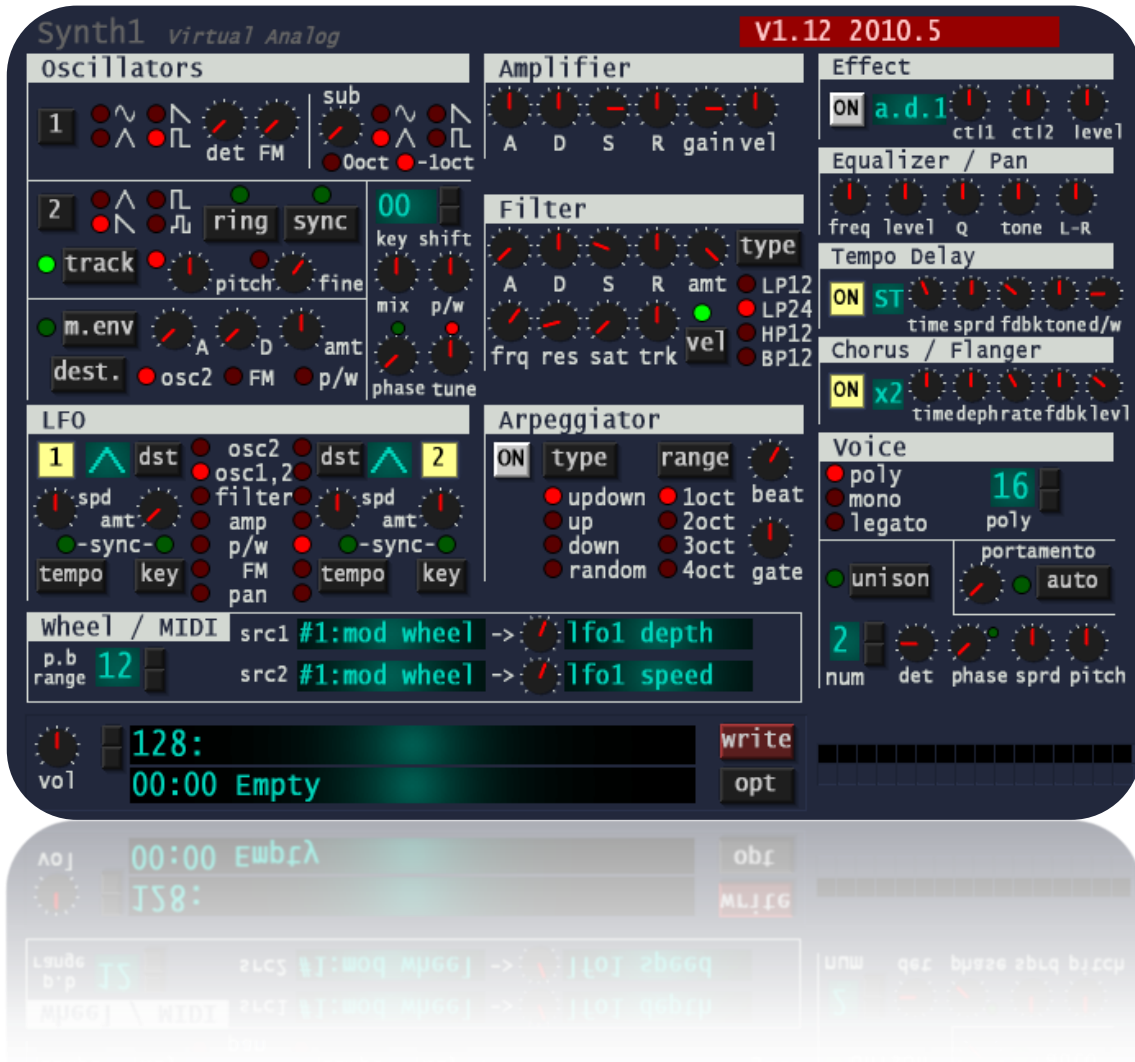 Synth1 Virtual Analog
V1.12 2010.5
Oscillators
1
det FM
sub
0oct -1oct
2
ring sync
track
pitch fine
m.env
A D amt
dest. osc2 FM p/w
00
key shift
mix p/w
phase tune
Amplifier
A D S R gain vel
Filter
type
A D S R amt
LP12
LP24
HP12
BP12
frq res sat trk vel
Effect
ON a.d.1
ctl1 ctl2 level
Equalizer / Pan
freq level Q tone L-R
Tempo Delay
ON ST
time sprd fdbk tone d/w
Chorus / Flanger
ON x2
time deph rate fdbk levl
LFO
1 dst
spd
amt
-sync-
tempo key
osc2
osc1,2
filter
amp
p/w
FM
pan
dst 2
spd
amt
-sync-
tempo key
Arpeggiator
ON type range
beat
updown 1oct
up 2oct
down 3oct
random 4oct
gate
Voice
poly
mono
legato
16
poly
unison
portamento
auto
2
num det phase sprd pitch
Wheel / MIDI
p.b
range
12
src1 #1:mod wheel -> lfo1 depth
src2 #1:mod wheel -> lfo1 speed
vol
128:
00:00 Empty
write
opt